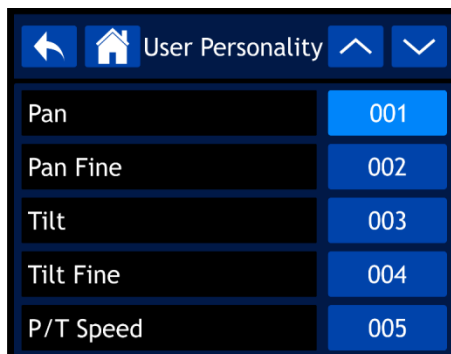 User Personality
Pan 001
Pan Fine 002
Tilt 003
Tilt Fine 004
P/T Speed 005